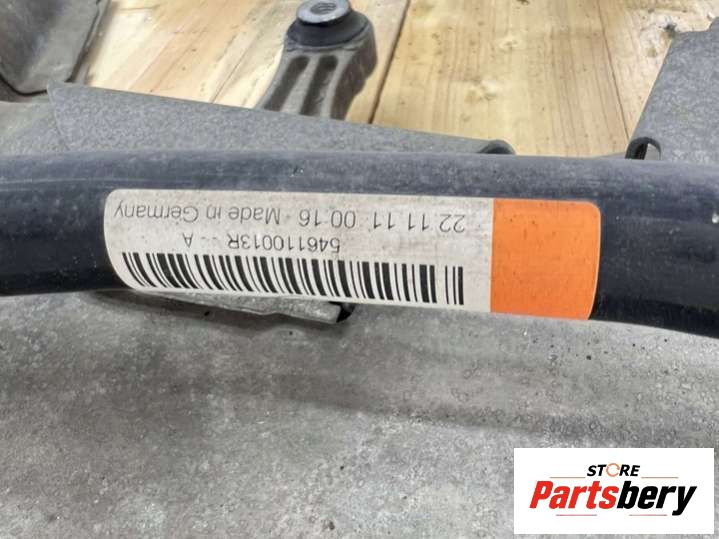 22.11.11 00.16 Made in Germany
546110013R A
STORE
Partsbery